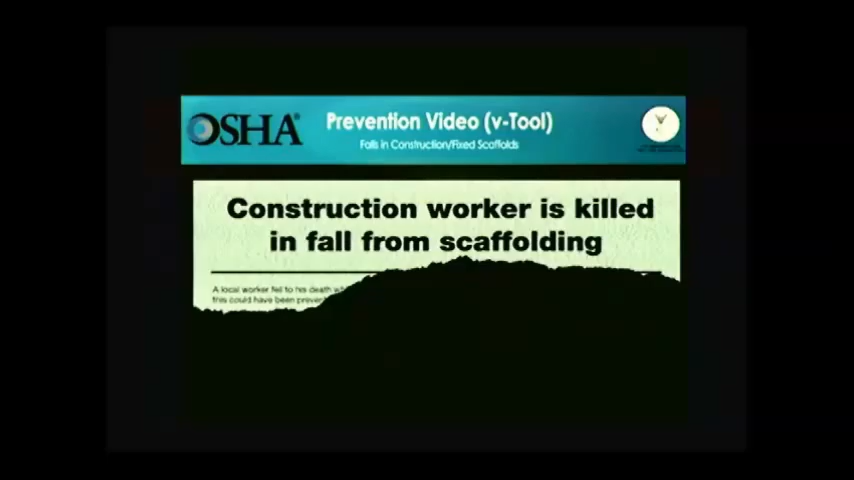 OSHA®
Prevention Video (v-Tool)
Falls in Construction/Fixed Scaffolds
Construction worker is killed
in fall from scaffolding
A local worker fell to his death
this could have been